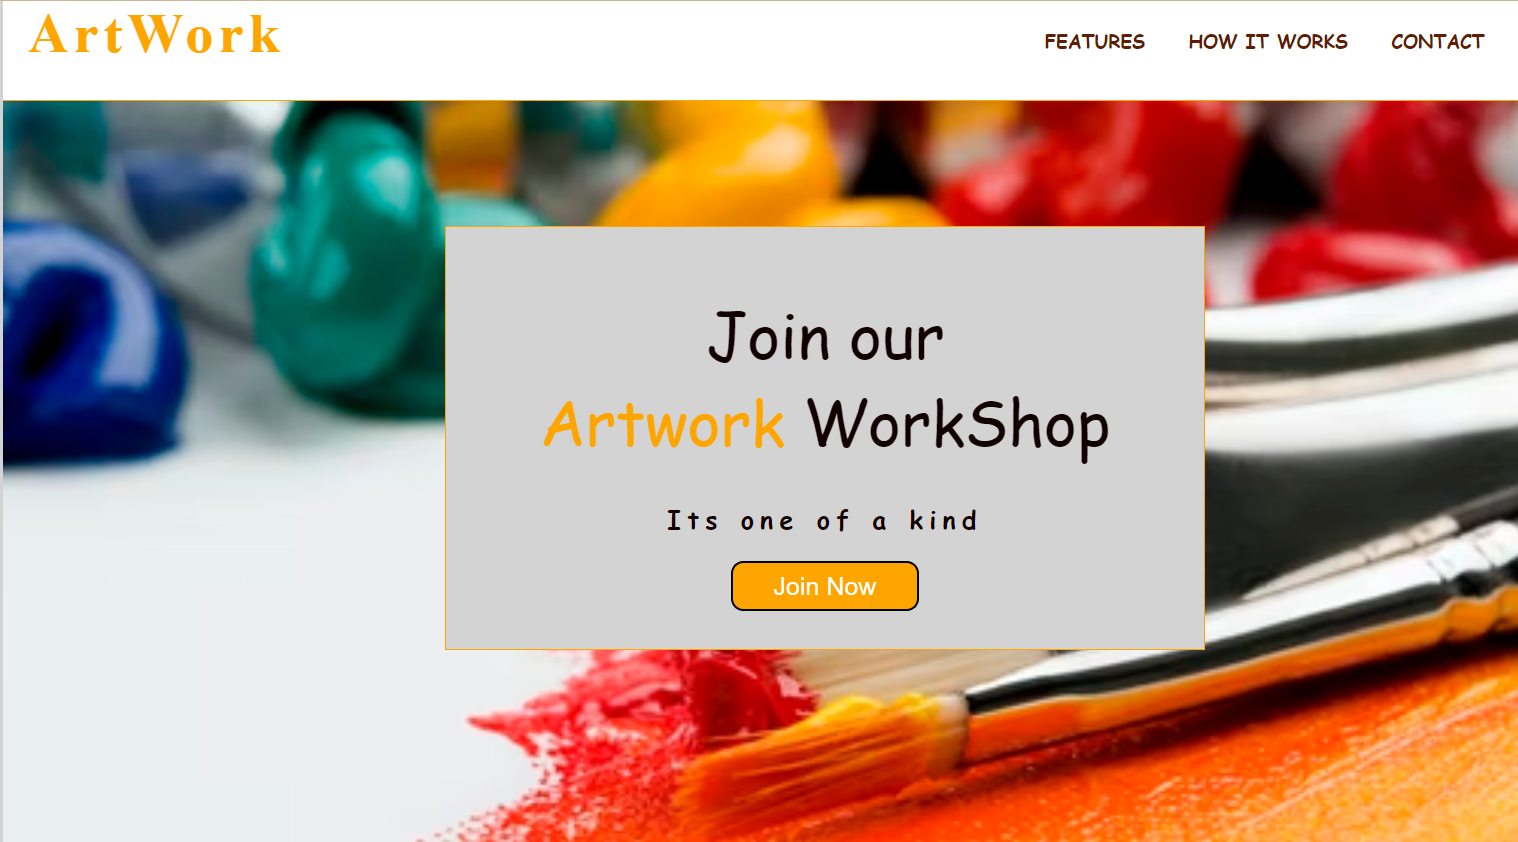 ArtWork
FEATURES HOW IT WORKS CONTACT
Join our
Artwork WorkShop
Its one of a kind
Join Now